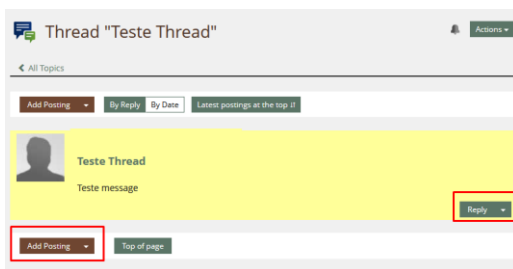 Thread "Teste Thread"
Actions
All Topics
Add Posting By Reply By Date Latest postings at the top
Teste Thread
Teste message
Reply
Add Posting Top of page